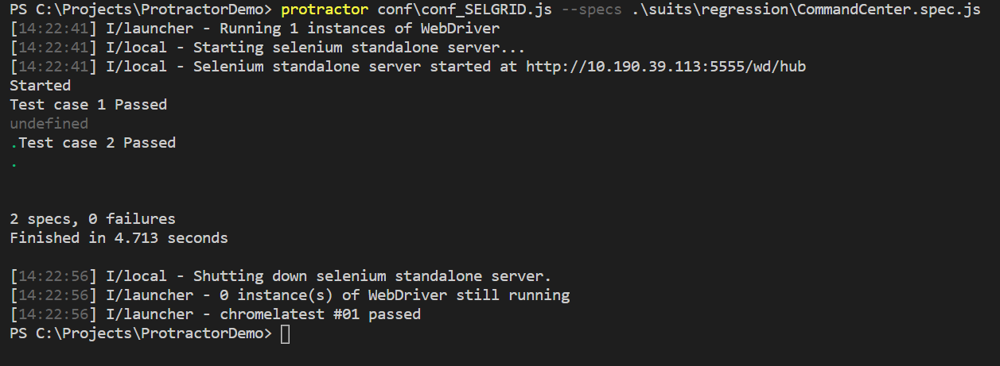 PS C:\Projects\ProtractorDemo> protractor conf\conf_SELGRID.js --specs .\suits\regression\CommandCenter.spec.js
[14:22:41] I/launcher - Running 1 instances of WebDriver
[14:22:41] I/local - Starting selenium standalone server...
[14:22:41] I/local - Selenium standalone server started at http://10.190.39.113:5555/wd/hub
Started
Test case 1 Passed
undefined
.Test case 2 Passed
.
2 specs, 0 failures
Finished in 4.713 seconds
[14:22:56] I/local - Shutting down selenium standalone server.
[14:22:56] I/launcher - 0 instance(s) of WebDriver still running
[14:22:56] I/launcher - chromelatest #01 passed
PS C:\Projects\ProtractorDemo>